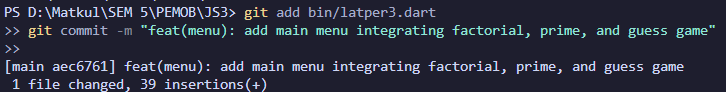 PS D:\Matkul\SEM 5\PEMOB\JS3> git add bin/latper3.dart
>> git commit -m "feat(menu): add main menu integrating factorial, prime, and guess game"
>>
[main aec6761] feat(menu): add main menu integrating factorial, prime, and guess game
 1 file changed, 39 insertions(+)